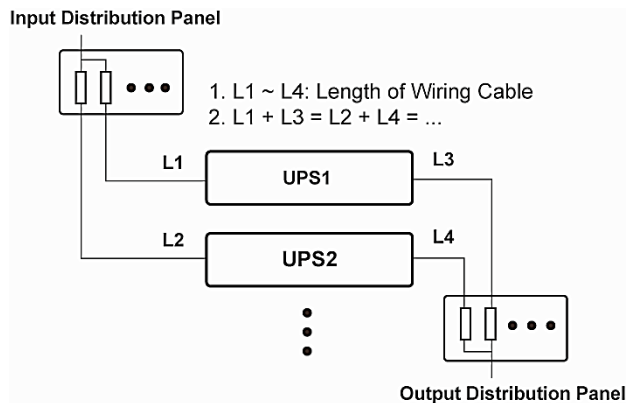 Input Distribution Panel
1. L1 ~ L4: Length of Wiring Cable
2. L1 + L3 = L2 + L4 = ...
L1
UPS1
L3
L2
UPS2
L4
Output Distribution Panel